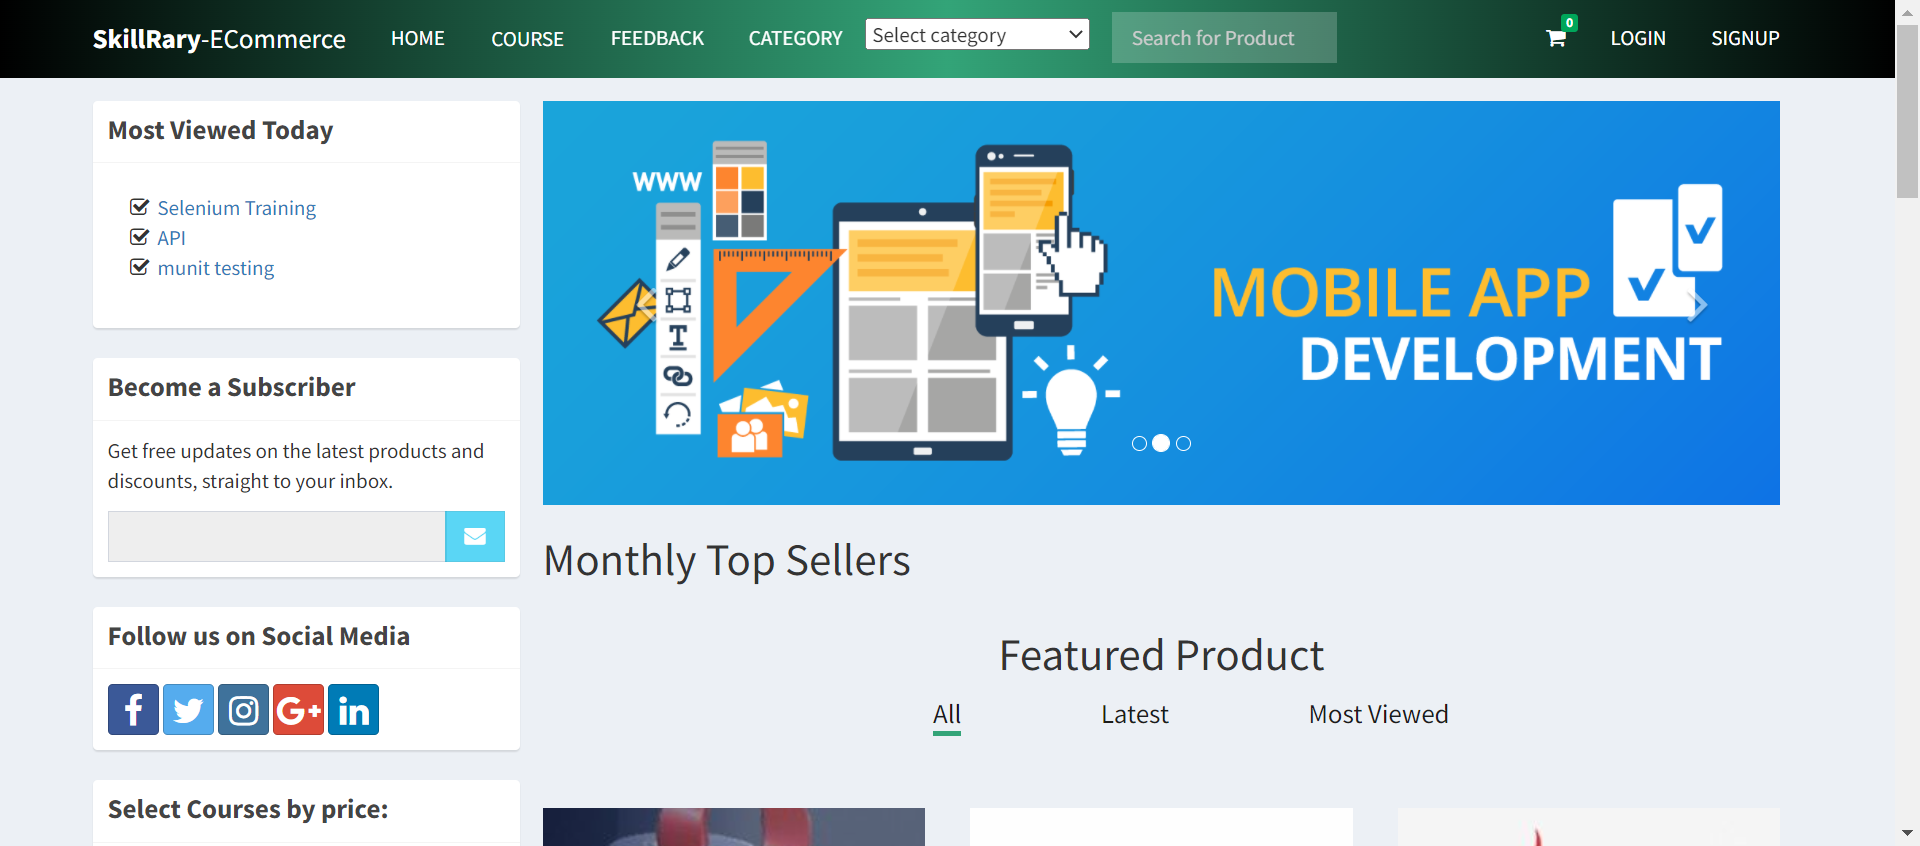 SkillRary-ECommerce HOME COURSE FEEDBACK CATEGORY Select category Search for Product 0 LOGIN SIGNUP
Most Viewed Today
Selenium Training
API
munit testing
Become a Subscriber
Get free updates on the latest products and
discounts, straight to your inbox.
Follow us on Social Media
f G+ in
Select Courses by price:
WWW
T
MOBILE APP
DEVELOPMENT
Monthly Top Sellers
Featured Product
All Latest Most Viewed